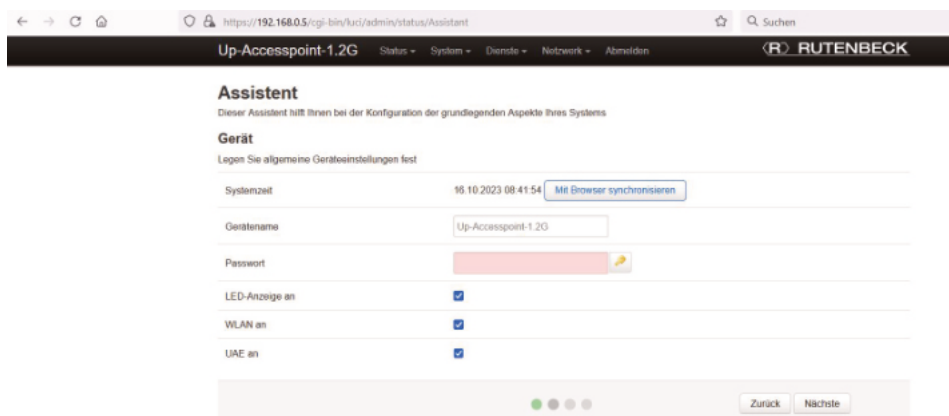 https://192.168.0.5/cgi-bin/luci/admin/status/Assistant
Suchen
Up-Accesspoint-1.2G Status System Dienste Netzwerk Abmelden (R) RUTENBECK
Assistent
Dieser Assistent hilft Ihnen bei der Konfiguration der grundlegenden Aspekte Ihres Systems
Gerät
Legen Sie allgemeine Geräteeinstellungen fest
Systemzeit 16.10.2023 08:41:54 Mit Browser synchronisieren
Gerätename Up-Accesspoint-1.2G
Passwort
LED-Anzeige an
WLAN an
UAE an
Zurück Nächste